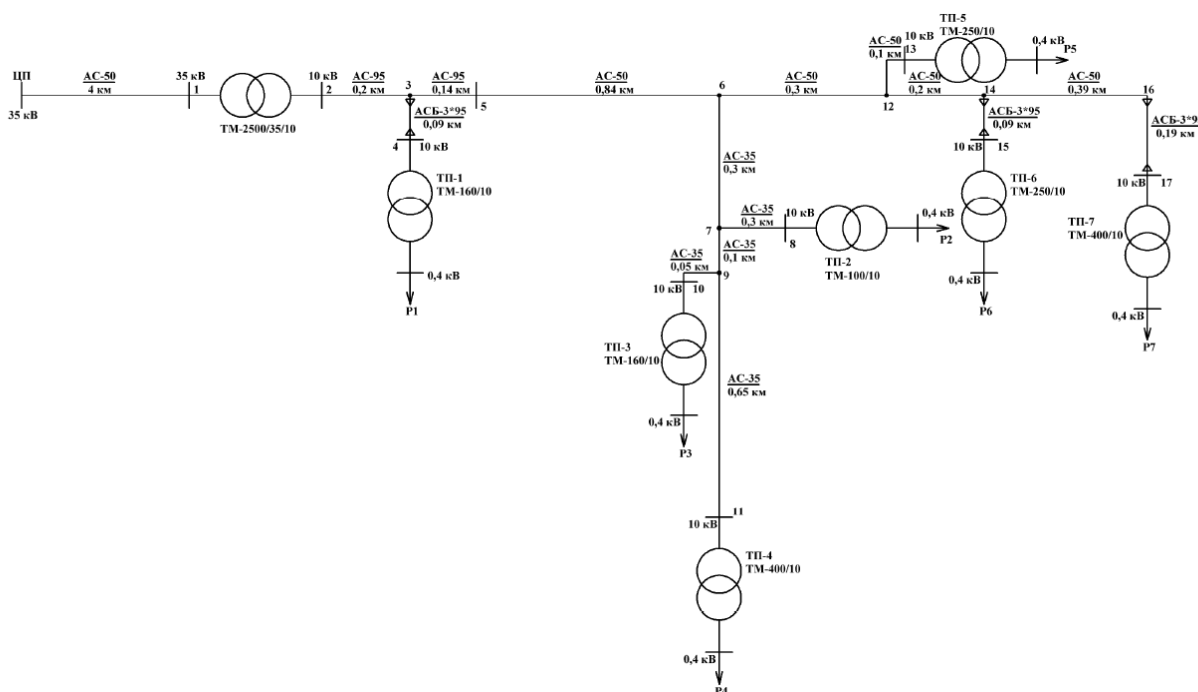 ЦП
АС-50
4 км
35 кВ
35 кВ
1
ТМ-2500/35/10
10 кВ
2
АС-95
0,2 км
3
АС-95
0,14 км
5
АСБ-3*95
0,09 км
4
10 кВ
ТП-1
ТМ-160/10
0,4 кВ
Р1
АС-50
0,84 км
6
АС-50
0,3 км
12
АС-50
0,1 км
10 кВ
13
ТП-5
ТМ-250/10
0,4 кВ
Р5
АС-50
0,2 км
14
АС-50
0,39 км
16
АСБ-3*95
0,09 км
10 кВ
15
ТП-6
ТМ-250/10
0,4 кВ
Р6
АСБ-3*9
0,19 км
10 кВ
17
ТП-7
ТМ-400/10
0,4 кВ
Р7
АС-35
0,3 км
7
АС-35
0,3 км
10 кВ
8
ТП-2
ТМ-100/10
0,4 кВ
Р2
АС-35
0,1 км
9
АС-35
0,05 км
10 кВ
10
ТП-3
ТМ-160/10
0,4 кВ
Р3
АС-35
0,65 км
11
10 кВ
ТП-4
ТМ-400/10
0,4 кВ
Р4